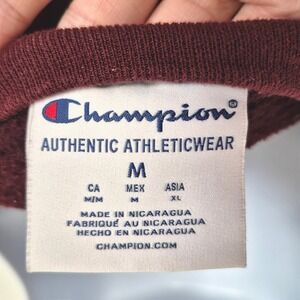 Champion®
AUTHENTIC ATHLETICWEAR
M
CA MEX ASIA
M/M M XL
MADE IN NICARAGUA
FABRIQUÉ AU NICARAGUA
HECHO EN NICARAGUA
CHAMPION.COM